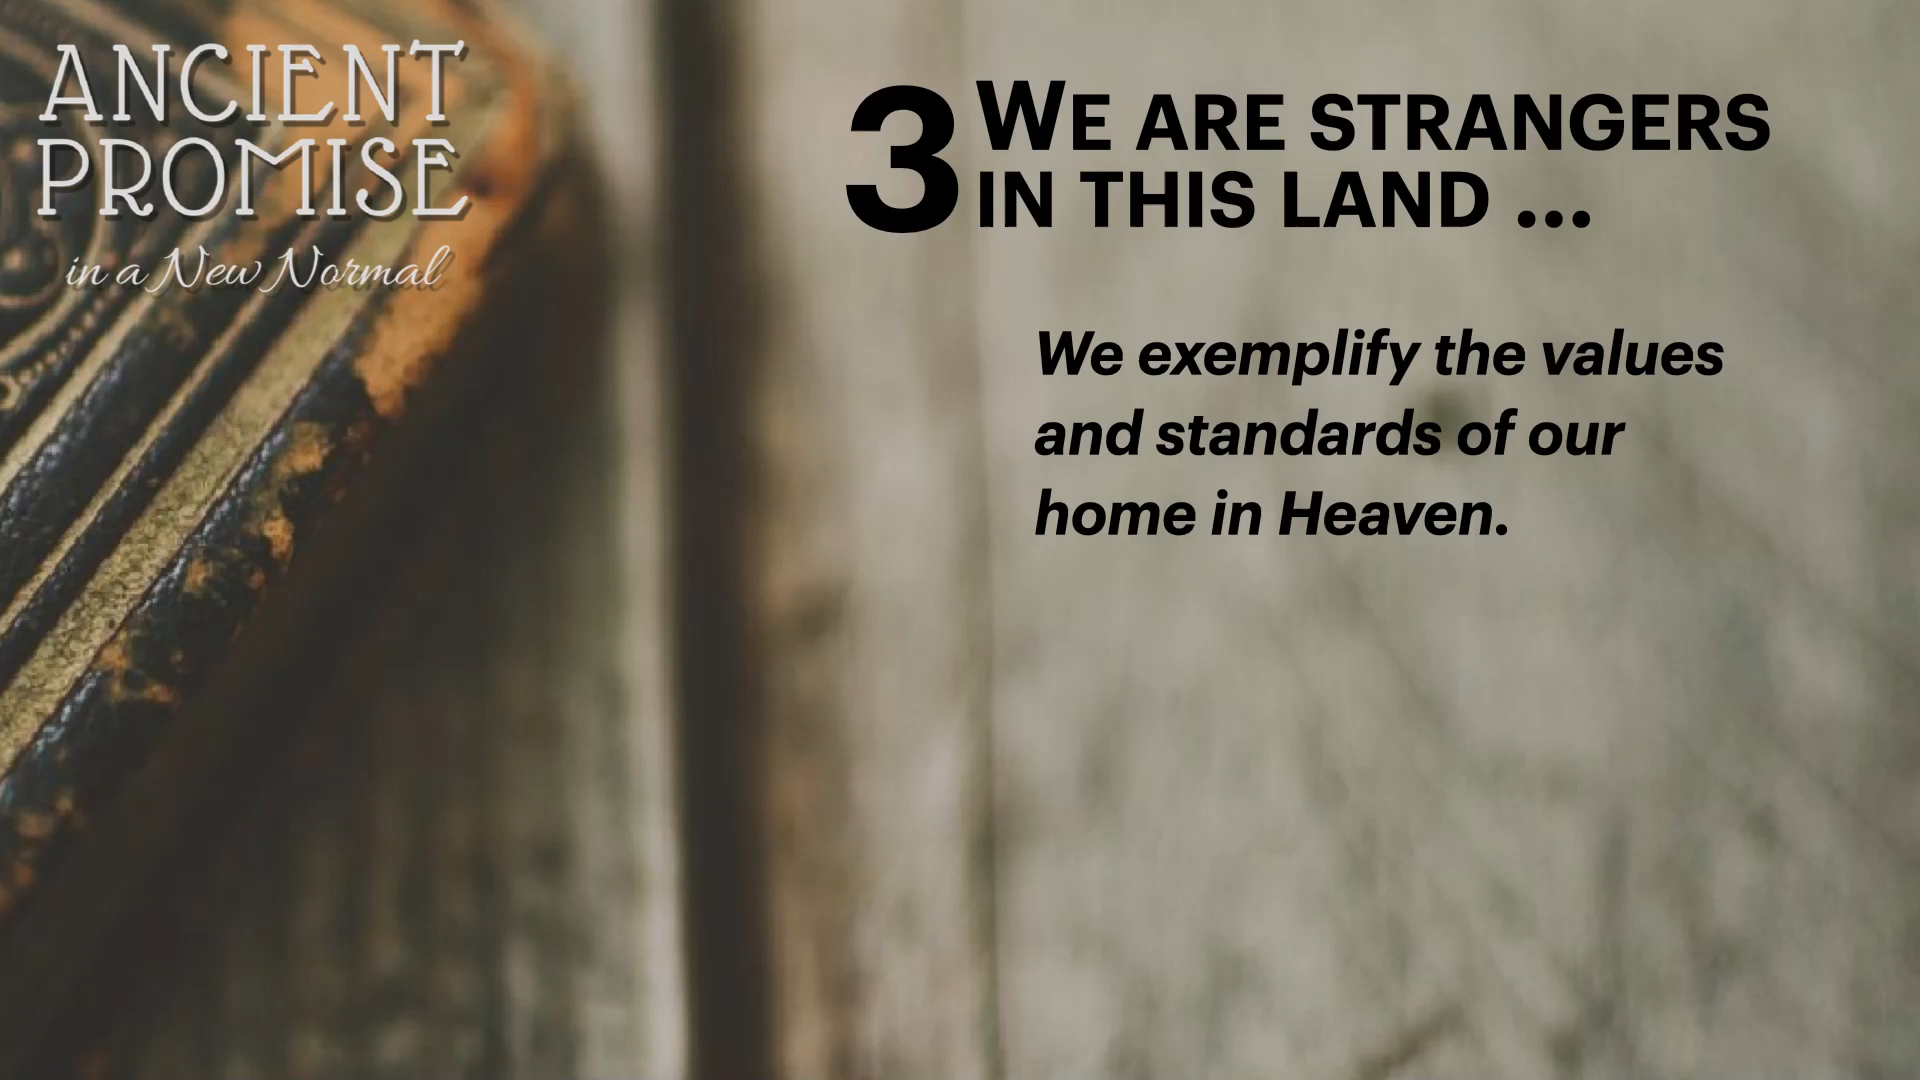 ANCIENT
PROMISE
in a New Normal
3 WE ARE STRANGERS
IN THIS LAND ...
We exemplify the values
and standards of our
home in Heaven.